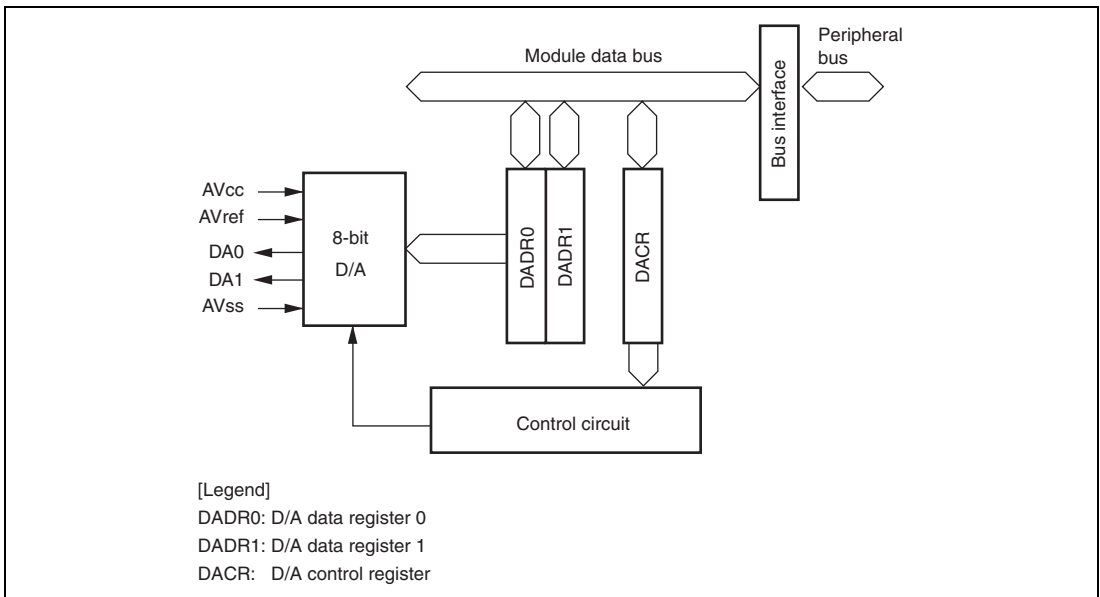 Module data bus
Peripheral
bus
Bus interface
AVcc
AVref
DA0
DA1
AVss
8-bit
D/A
DADR0
DADR1
DACR
Control circuit
[Legend]
DADR0: D/A data register 0
DADR1: D/A data register 1
DACR: D/A control register